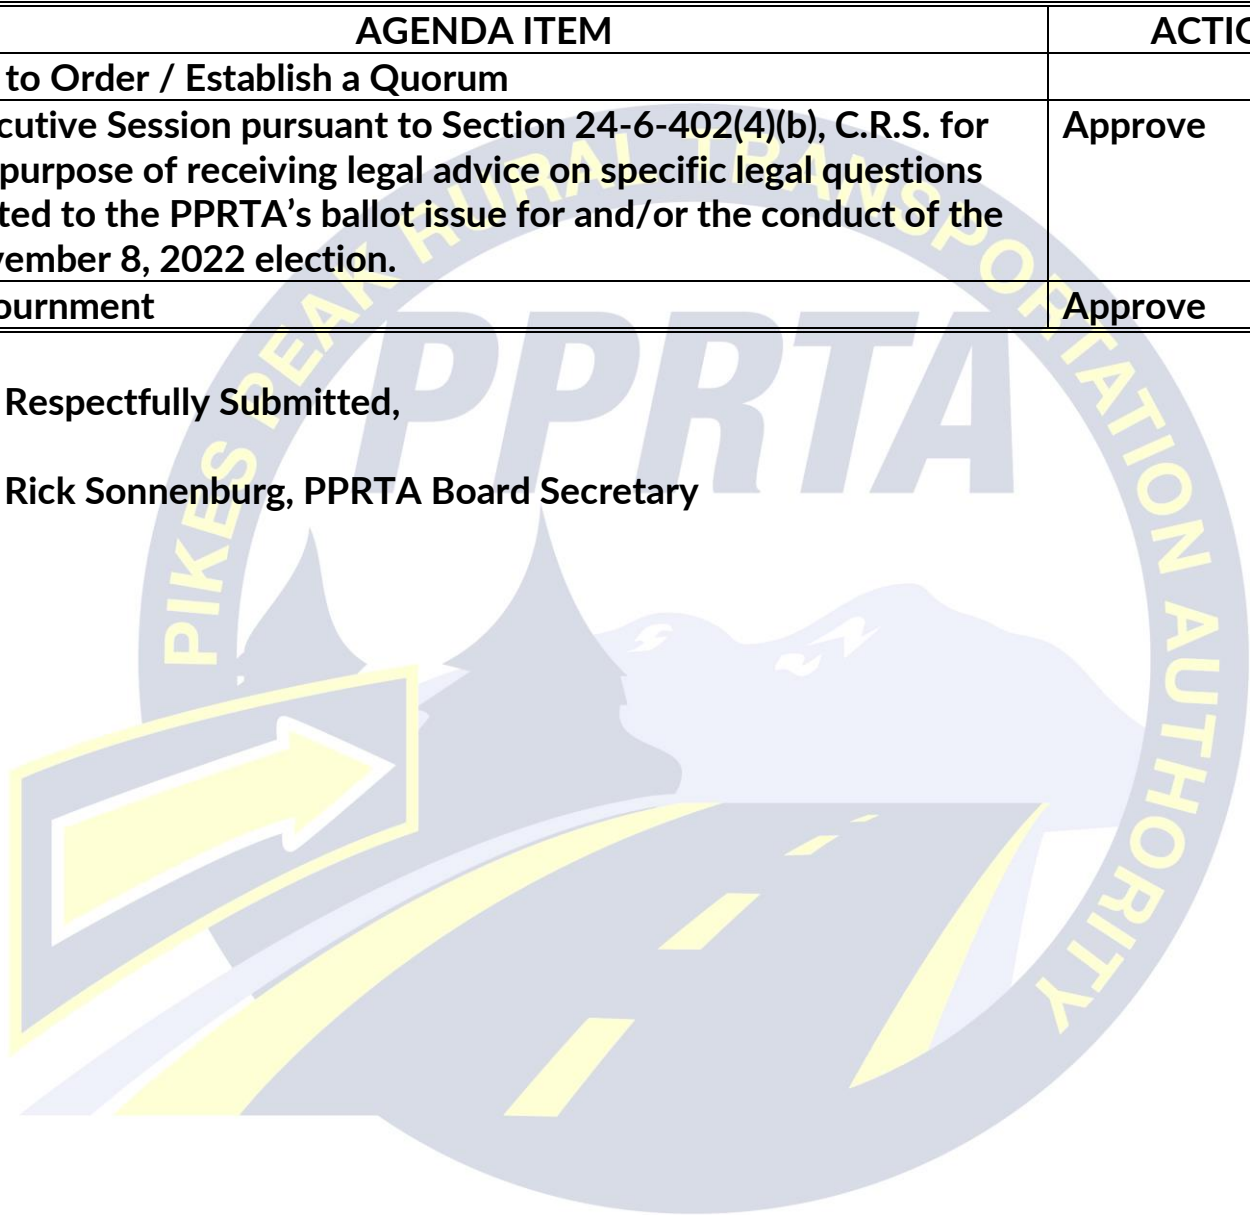 AGENDA ITEM ACTIO
to Order / Establish a Quorum
cutive Session pursuant to Section 24-6-402(4)(b), C.R.S. for Approve
purpose of receiving legal advice on specific legal questions
ted to the PPRTA’s ballot issue for and/or the conduct of the
vember 8, 2022 election.
ournment Approve
Respectfully Submitted,
Rick Sonnenburg, PPRTA Board Secretary
PIKES PEAK RURAL TRANSPORTATION AUTHORITY
PPRTA